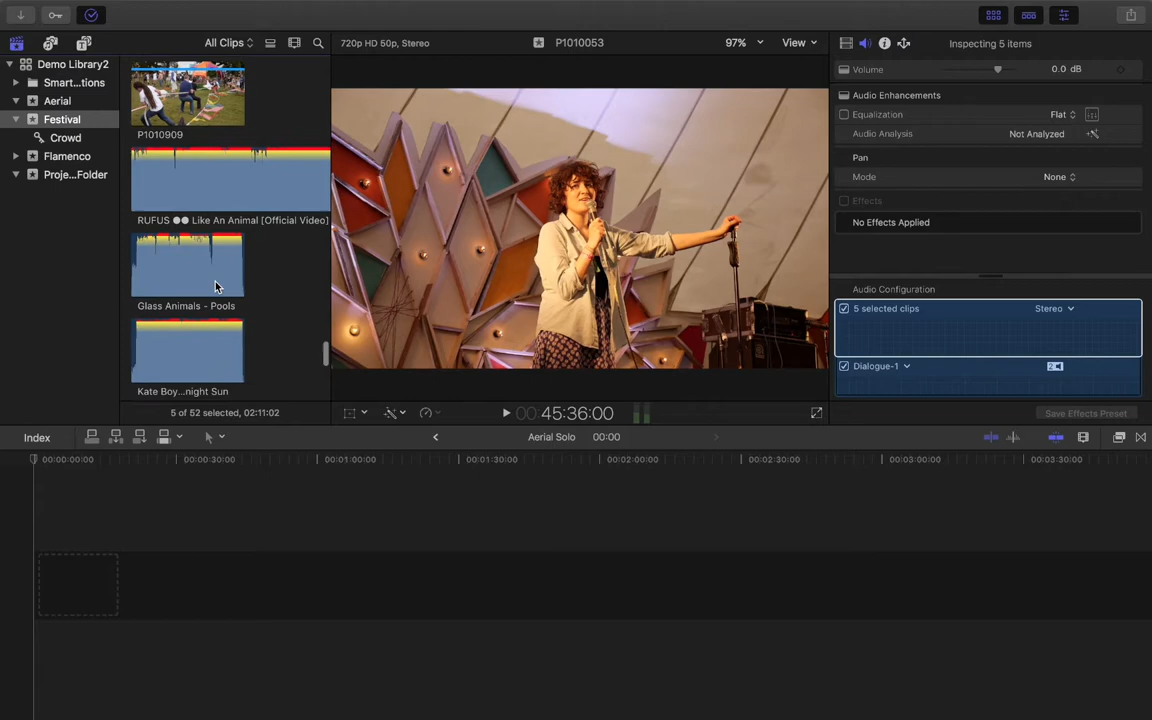 All Clips
720p HD 50p, Stereo
P1010053
97%
View
Inspecting 5 items
Demo Library2
Smart...tions
Aerial
Festival
Crowd
Flamenco
Proje...Folder
P1010909
RUFUS ●● Like An Animal [Official Video]
Glass Animals - Pools
Kate Boy...night Sun
5 of 52 selected, 02:11:02
00:45:36:00
Volume
0.0 dB
Audio Enhancements
Equalization
Flat
Audio Analysis
Not Analyzed
Pan
Mode
None
Effects
No Effects Applied
Audio Configuration
5 selected clips
Stereo
Dialogue-1
2
Save Effects Preset
Index
Aerial Solo
00:00
00:00:00:00
00:00:30:00
00:01:00:00
00:01:30:00
00:02:00:00
00:02:30:00
00:03:00:00
00:03:30:00